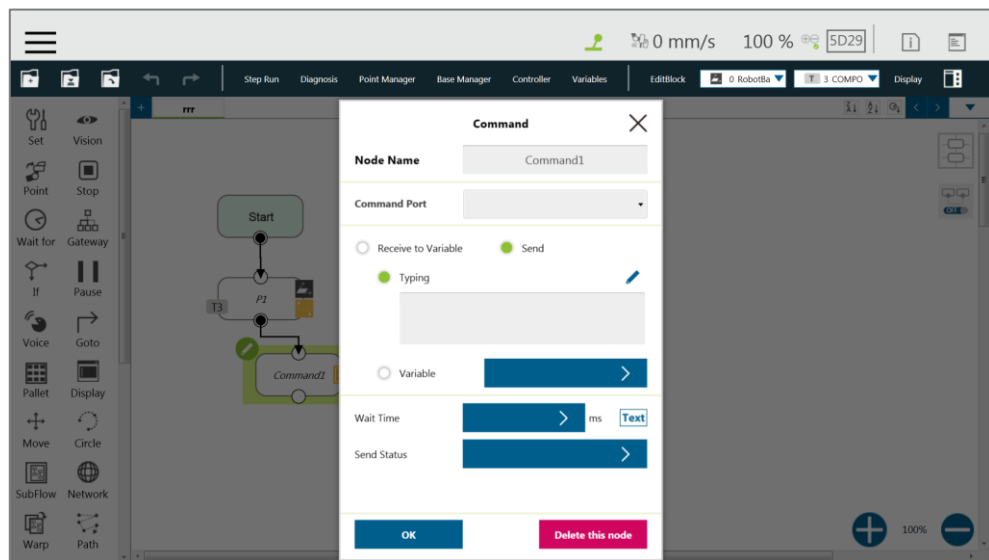 0 mm/s 100 % 5D29
Step Run Diagnosis Point Manager Base Manager Controller Variables EditBlock 0 RobotBa T 3 COMPO Display
rrr
Set Vision
Point Stop
Wait for Gateway
If Pause
Voice Goto
Pallet Display
Move Circle
SubFlow Network
Warp Path
Start
P1
T3
Command1
Command
Node Name Command1
Command Port
Receive to Variable Send
Typing
Variable
Wait Time ms Text
Send Status
OK Delete this node
OFF
100%